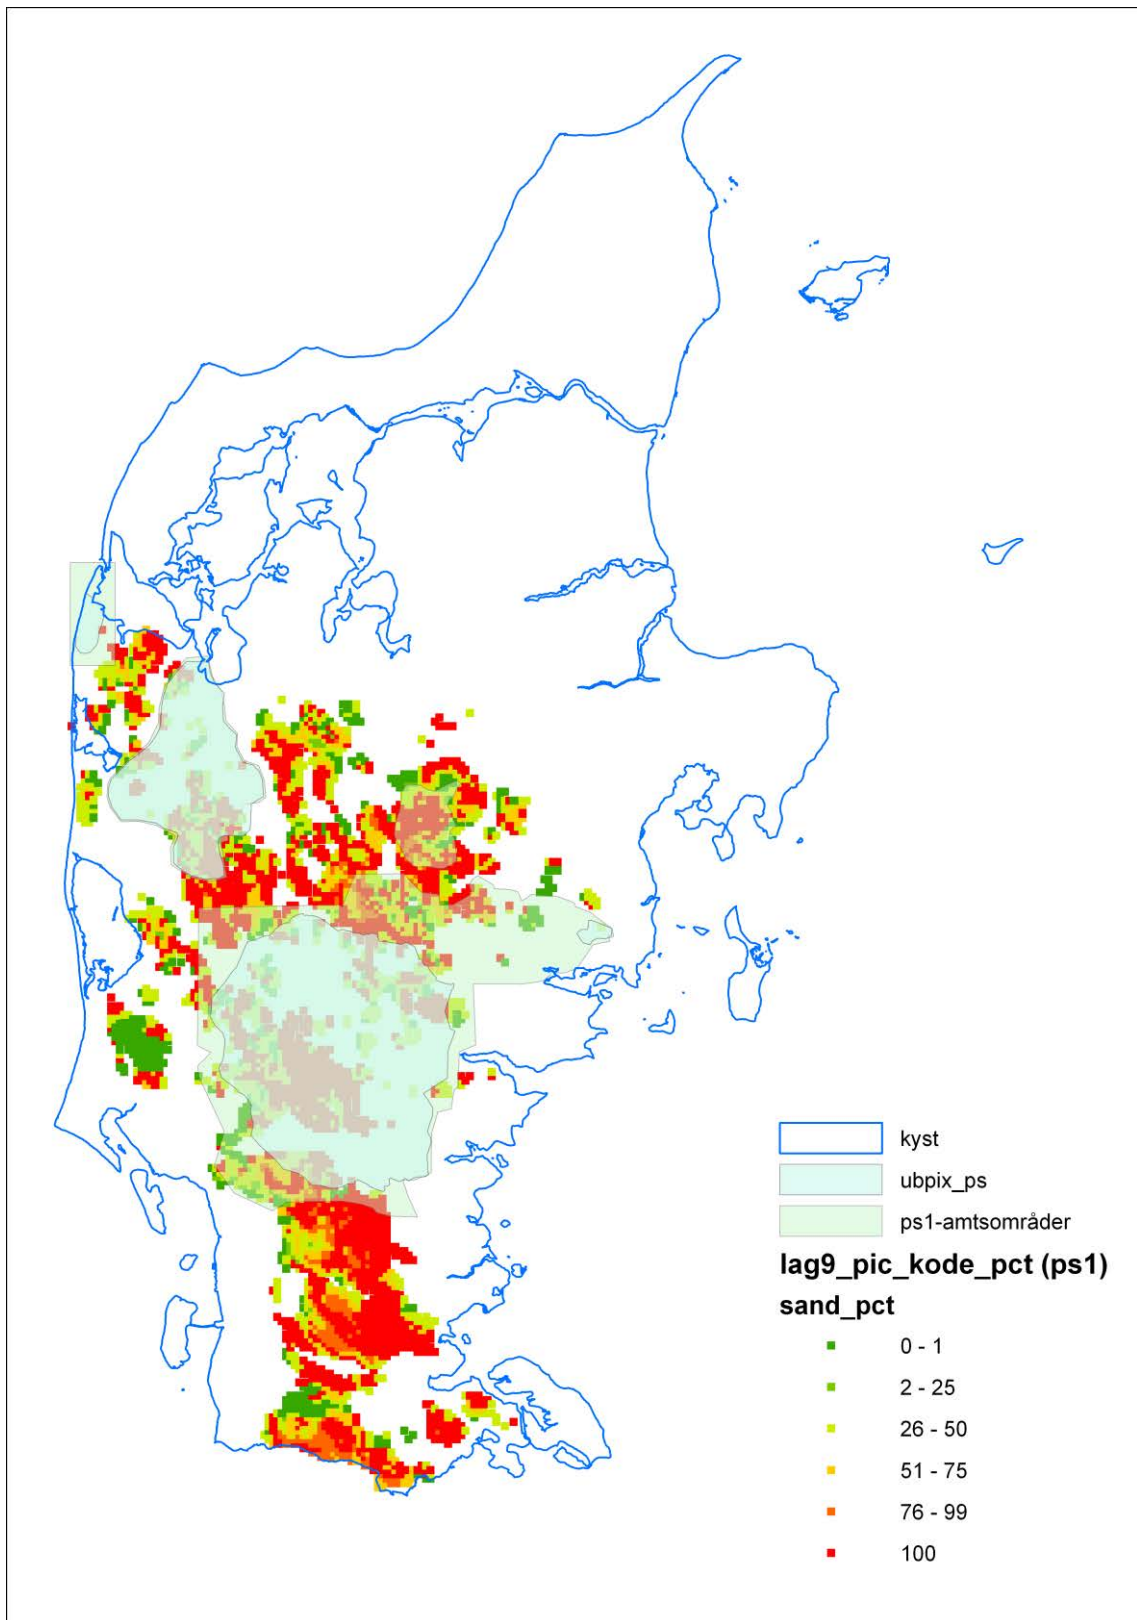 kyst
ubpix_ps
ps1-amtsområder
lag9_pic_kode_pct (ps1)
sand_pct
0 - 1
2 - 25
26 - 50
51 - 75
76 - 99
100